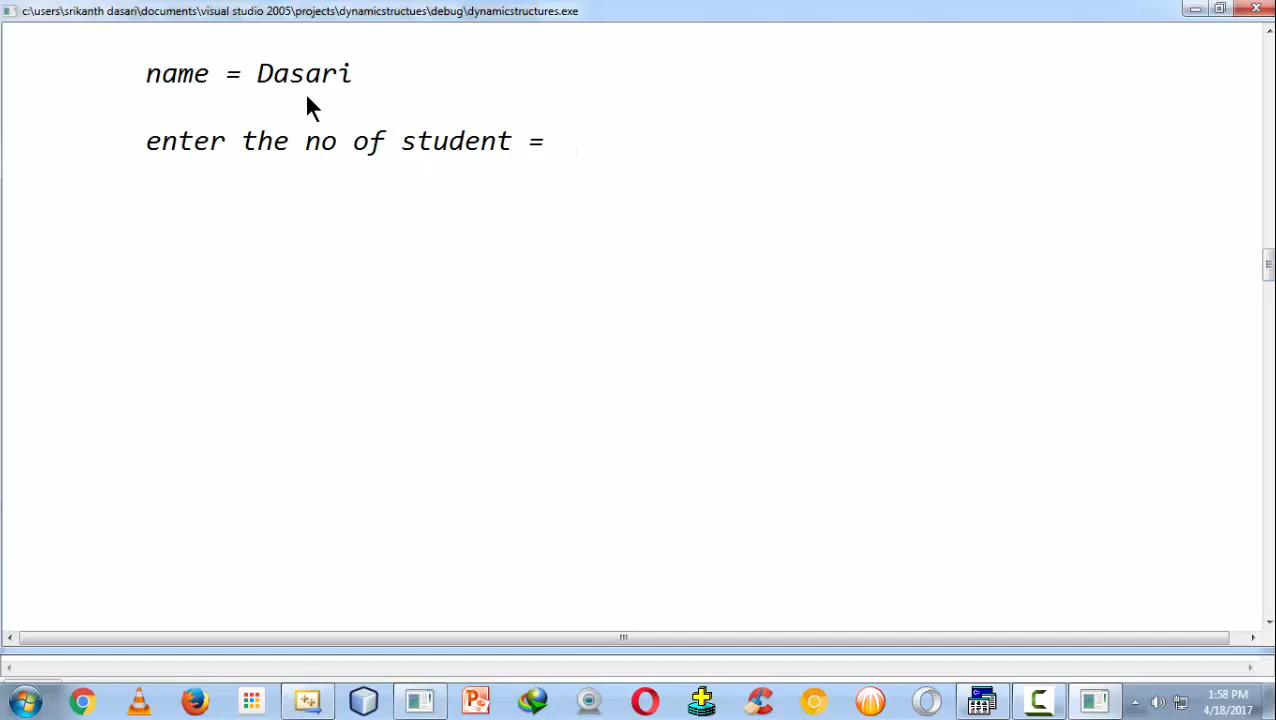 c:\users\srikanth dasari\documents\visual studio 2005\projects\dynamicstructues\debug\dynamicstructures.exe
name = Dasari
enter the no of student =
1:58 PM
4/18/2017